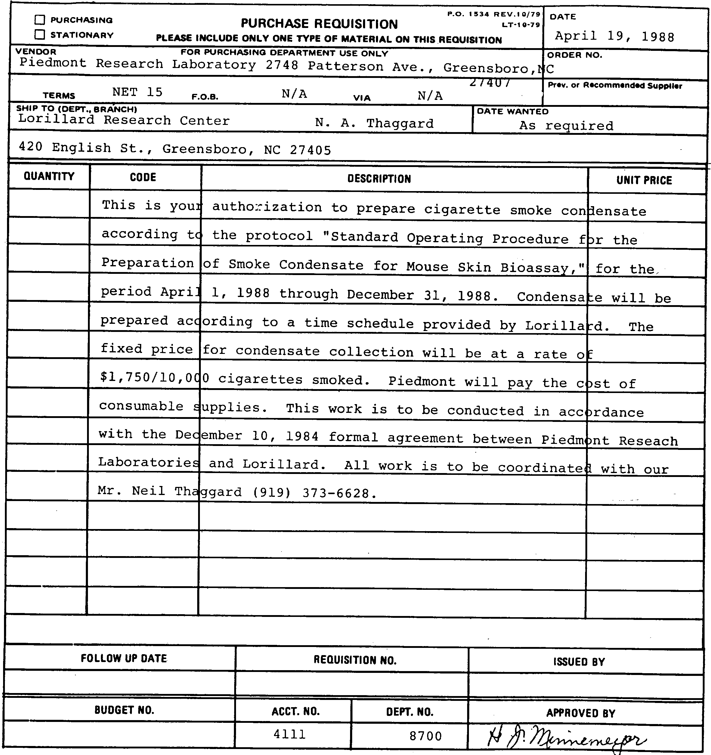 ☐ PURCHASING
☐ STATIONARY
PURCHASE REQUISITION
PLEASE INCLUDE ONLY ONE TYPE OF MATERIAL ON THIS REQUISITION
P.O. 1534 REV.10/79
LT-10-79
DATE
April 19, 1988
VENDOR FOR PURCHASING DEPARTMENT USE ONLY
Piedmont Research Laboratory 2748 Patterson Ave., Greensboro,NC
27407
ORDER NO.
TERMS NET 15 F.O.B. N/A VIA N/A
Prev. or Recommended Supplier
SHIP TO (DEPT., BRANCH)
Lorillard Research Center N. A. Thaggard
DATE WANTED
As required
420 English St., Greensboro, NC 27405
QUANTITY CODE DESCRIPTION UNIT PRICE
This is your authorization to prepare cigarette smoke condensate
according to the protocol "Standard Operating Procedure for the
Preparation of Smoke Condensate for Mouse Skin Bioassay," for the
period April 1, 1988 through December 31, 1988. Condensate will be
prepared according to a time schedule provided by Lorillard. The
fixed price for condensate collection will be at a rate of
$1,750/10,000 cigarettes smoked. Piedmont will pay the cost of
consumable supplies. This work is to be conducted in accordance
with the December 10, 1984 formal agreement between Piedmont Reseach
Laboratories and Lorillard. All work is to be coordinated with our
Mr. Neil Thaggard (919) 373-6628.
FOLLOW UP DATE REQUISITION NO. ISSUED BY
BUDGET NO. ACCT. NO. DEPT. NO. APPROVED BY
4111 8700 H J. Minnemeyer